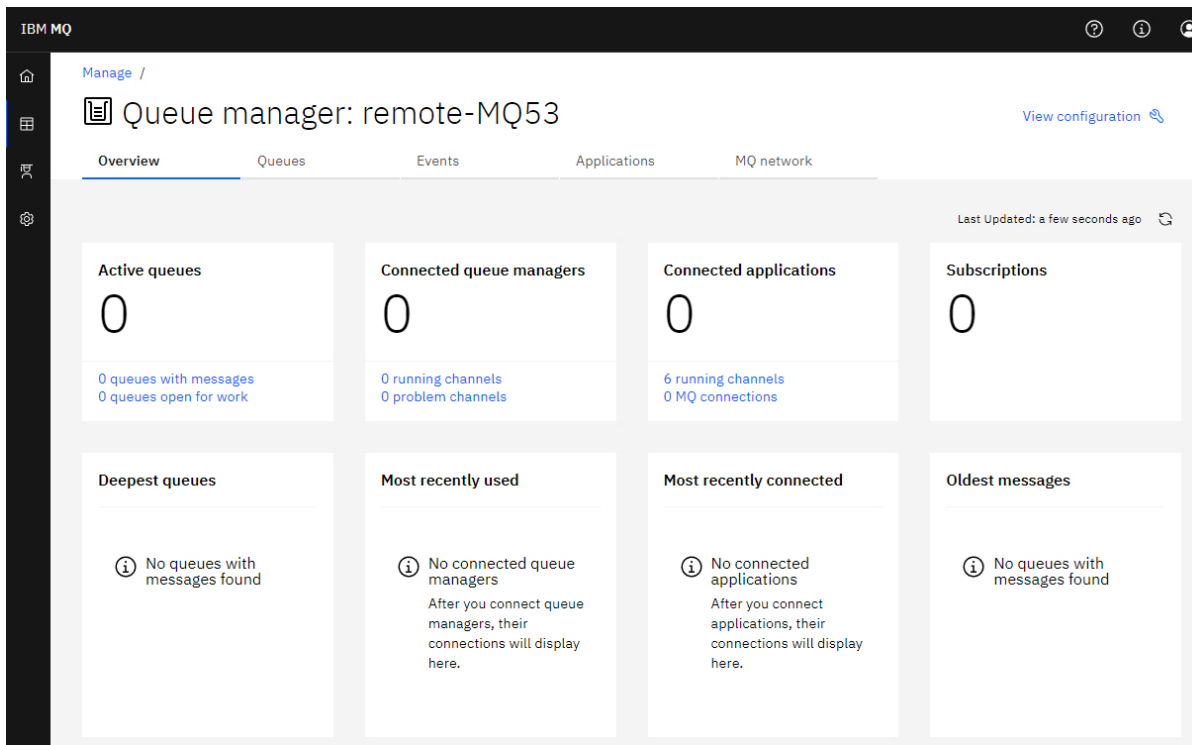 IBM MQ
Manage /
Queue manager: remote-MQ53
View configuration
Overview Queues Events Applications MQ network
Last Updated: a few seconds ago
Active queues
0
0 queues with messages
0 queues open for work
Connected queue managers
0
0 running channels
0 problem channels
Connected applications
0
6 running channels
0 MQ connections
Subscriptions
0
Deepest queues
No queues with
messages found
Most recently used
No connected queue
managers
After you connect queue
managers, their
connections will display
here.
Most recently connected
No connected
applications
After you connect
applications, their
connections will display
here.
Oldest messages
No queues with
messages found